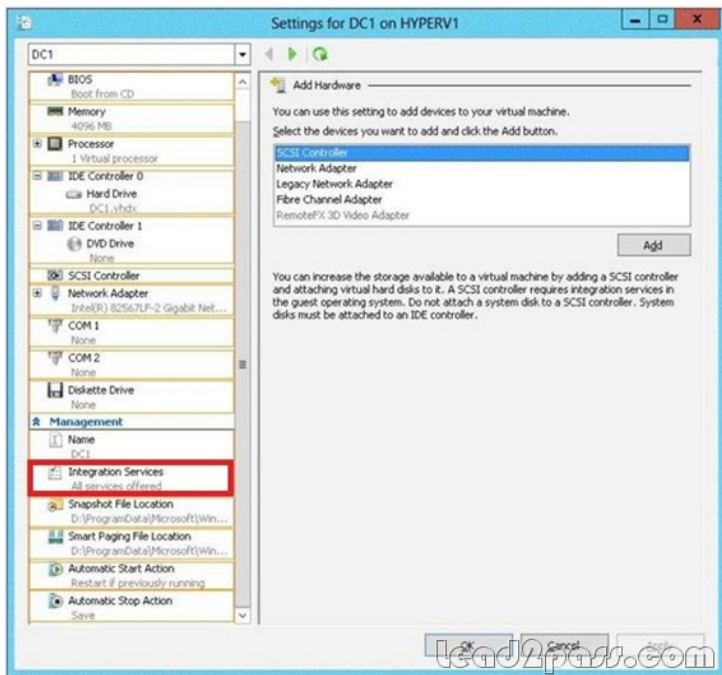 Settings for DC1 on HYPERV1
DC1
BIOS
Boot from CD
Memory
4096 MB
Processor
1 Virtual processor
IDE Controller 0
Hard Drive
DC1.vhdx
IDE Controller 1
DVD Drive
None
SCSI Controller
Network Adapter
Intel(R) 82567LF-2 Gigabit Net...
COM 1
None
COM 2
None
Diskette Drive
None
Management
Name
DC1
Integration Services
All services offered
Snapshot File Location
D:\ProgramData\Microsoft\Win...
Smart Paging File Location
D:\ProgramData\Microsoft\Win...
Automatic Start Action
Restart if previously running
Automatic Stop Action
Save
Add Hardware
You can use this setting to add devices to your virtual machine.
Select the devices you want to add and click the Add button.
SCSI Controller
Network Adapter
Legacy Network Adapter
Fibre Channel Adapter
RemoteFX 3D Video Adapter
Add
You can increase the storage available to a virtual machine by adding a SCSI controller
and attaching virtual hard disks to it. A SCSI controller requires integration services in
the guest operating system. Do not attach a system disk to a SCSI controller. System
disks must be attached to an IDE controller.
OK Cancel Apply
Lead2pass.com